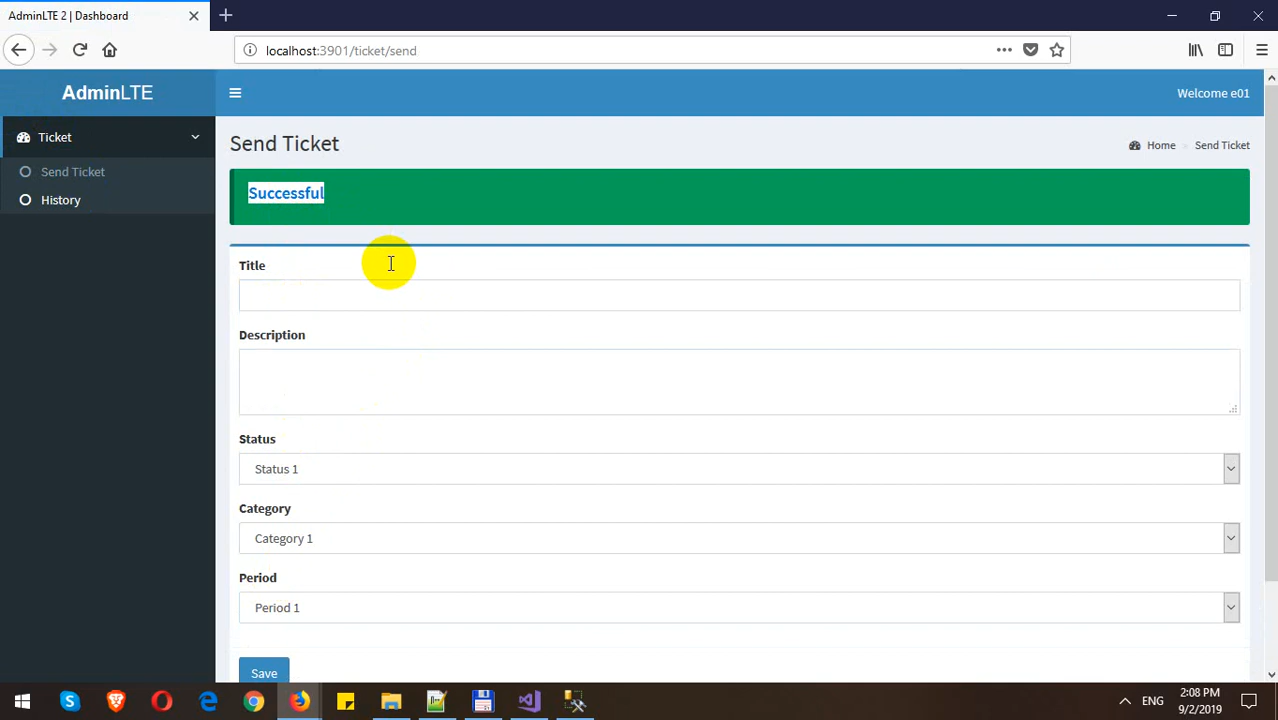 AdminLTE 2 | Dashboard
localhost:3901/ticket/send
AdminLTE
Welcome e01
Ticket
Send Ticket
History
Send Ticket
Home
Send Ticket
Successful
Title
Description
Status
Status 1
Category
Category 1
Period
Period 1
Save
ENG
2:08 PM
9/2/2019